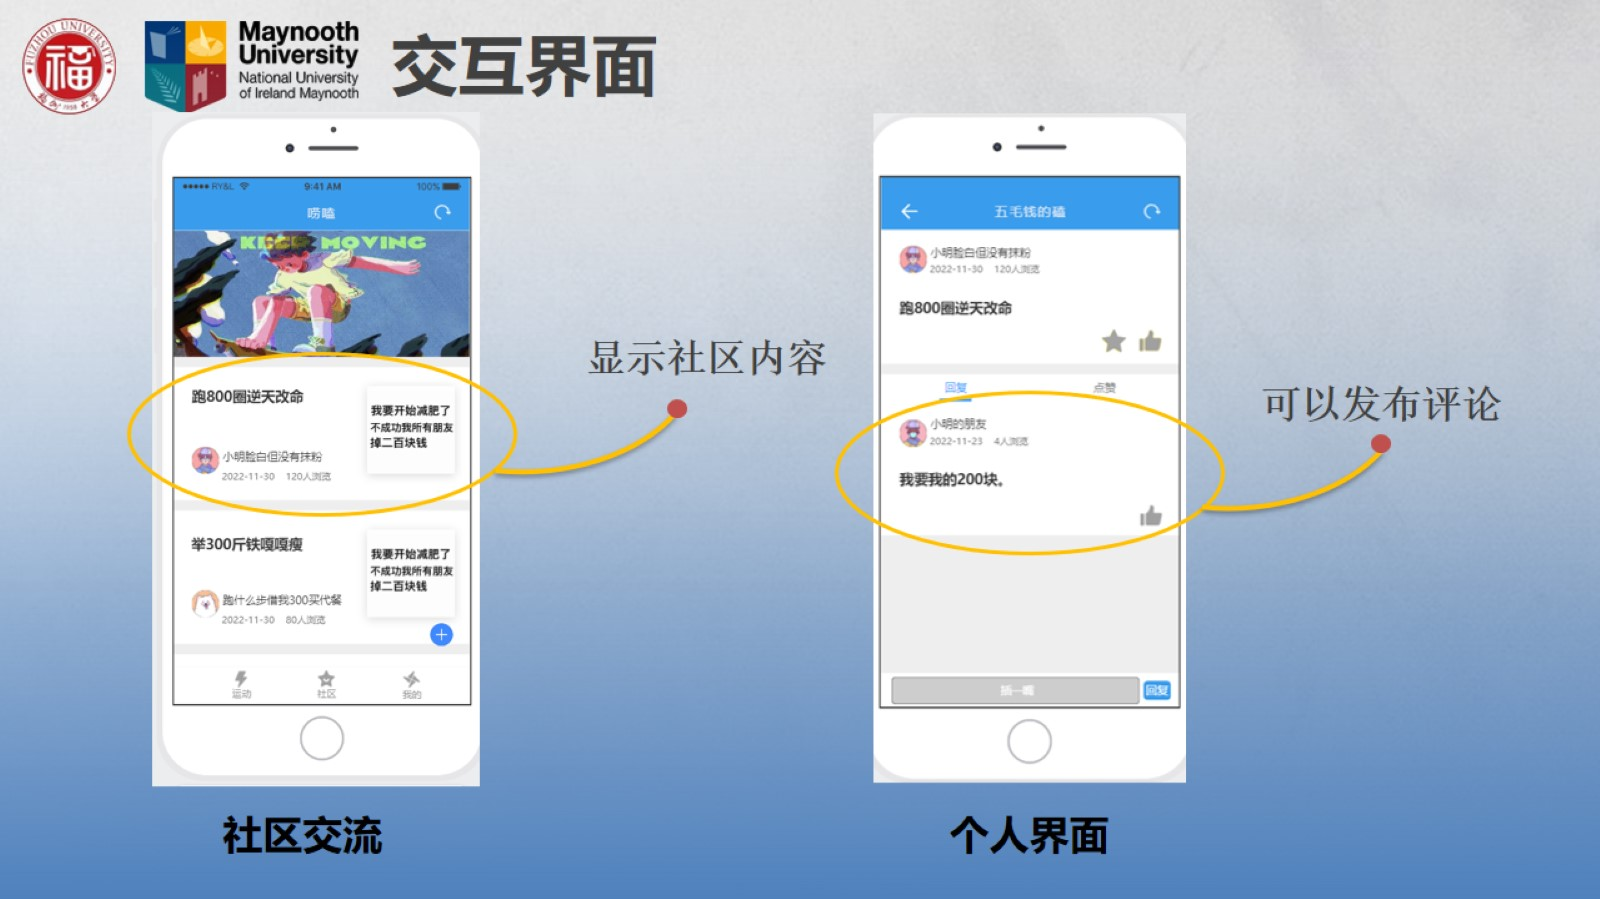 FUZHOU UNIVERSITY
福
1958
Maynooth
University
National University
of Ireland Maynooth
交互界面
RY&L
9:41 AM
100%
唠嗑
KEEP MOVING
跑800圈逆天改命
我要开始减肥了
不成功我所有朋友
掉二百块钱
小明脸白但没有抹粉
2022-11-30 120人浏览
举300斤铁嘎嘎瘦
我要开始减肥了
不成功我所有朋友
掉二百块钱
跑什么步借我300买代餐
2022-11-30 80人浏览
运动
社区
我的
社区交流
显示社区内容
五毛钱的磕
小明脸白但没有抹粉
2022-11-30 120人浏览
跑800圈逆天改命
回复
点赞
小明的朋友
2022-11-23 4人浏览
我要我的200块。
插一嘴
回复
个人界面
可以发布评论